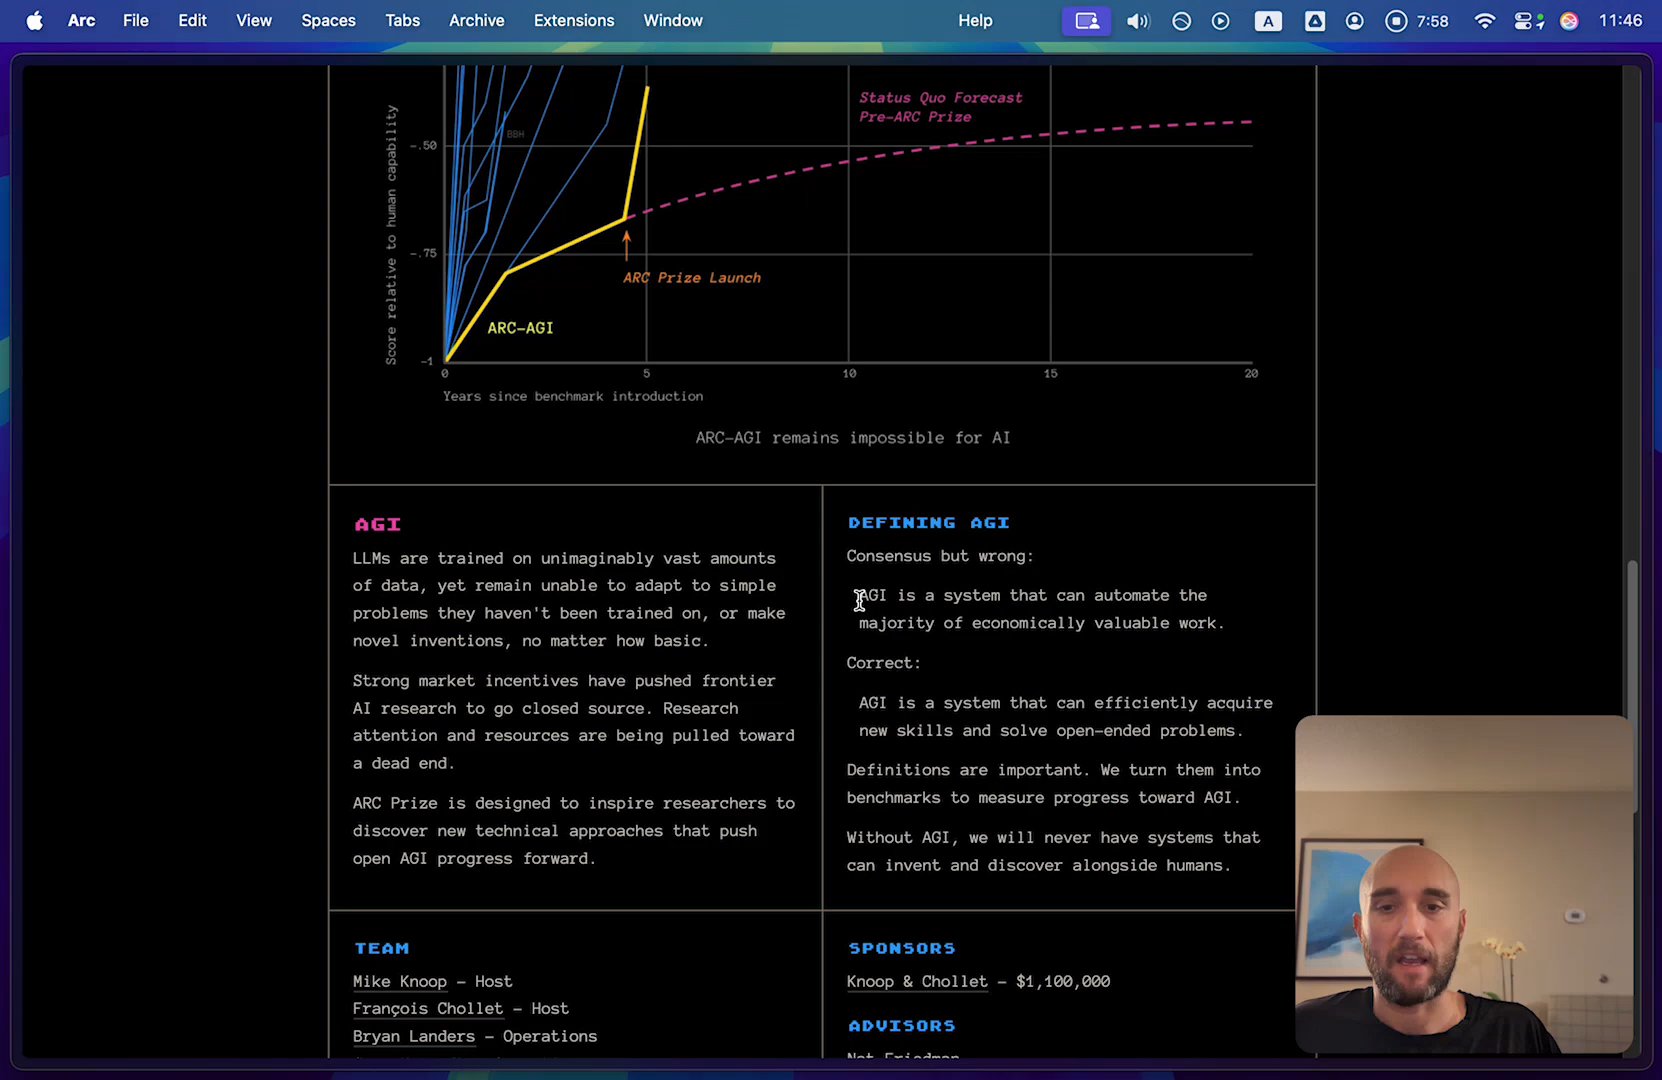 Arc File Edit View Spaces Tabs Archive Extensions Window Help A 7:58 11:46
Status Quo Forecast
Pre-ARC Prize
BBH
-.50
-.75
-1
Score relative to human capability
ARC Prize Launch
ARC-AGI
0 5 10 15 20
Years since benchmark introduction
ARC-AGI remains impossible for AI
AGI
LLMs are trained on unimaginably vast amounts
of data, yet remain unable to adapt to simple
problems they haven't been trained on, or make
novel inventions, no matter how basic.
Strong market incentives have pushed frontier
AI research to go closed source. Research
attention and resources are being pulled toward
a dead end.
ARC Prize is designed to inspire researchers to
discover new technical approaches that push
open AGI progress forward.
DEFINING AGI
Consensus but wrong:
AGI is a system that can automate the
majority of economically valuable work.
Correct:
AGI is a system that can efficiently acquire
new skills and solve open-ended problems.
Definitions are important. We turn them into
benchmarks to measure progress toward AGI.
Without AGI, we will never have systems that
can invent and discover alongside humans.
TEAM
Mike Knoop - Host
François Chollet - Host
Bryan Landers - Operations
SPONSORS
Knoop & Chollet - $1,100,000
ADVISORS
Nat Friedman